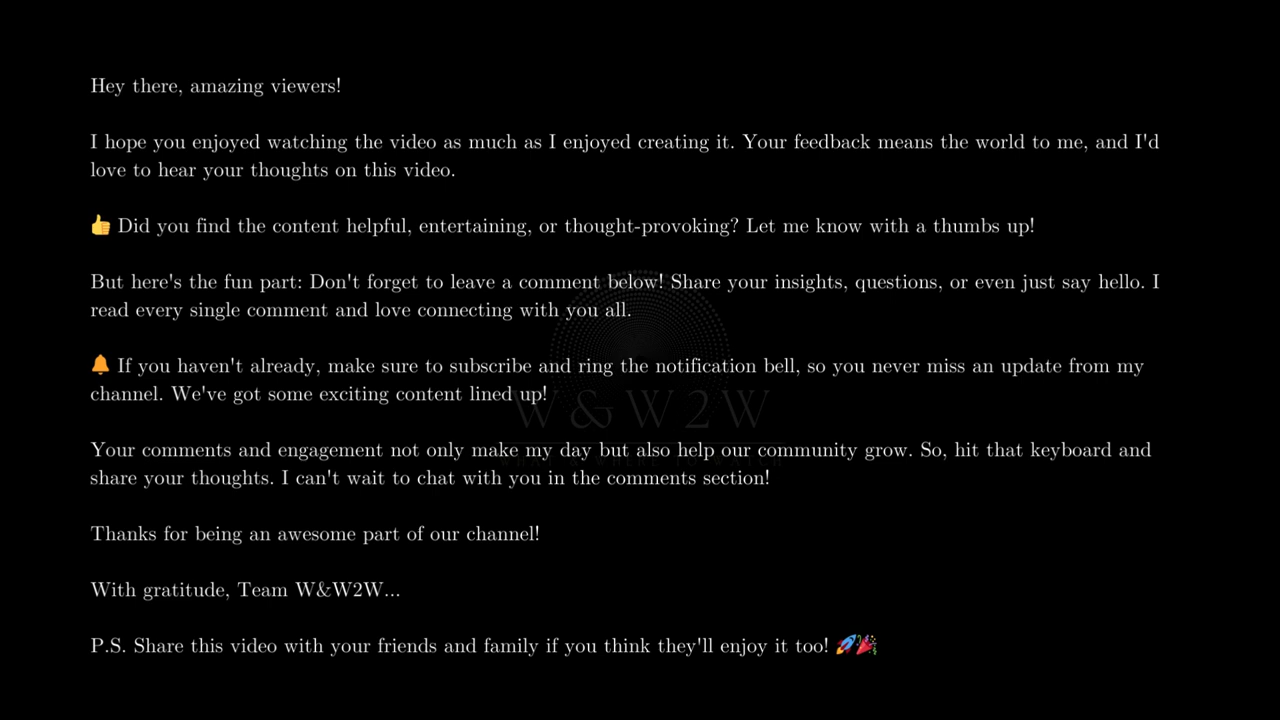 Hey there, amazing viewers!
I hope you enjoyed watching the video as much as I enjoyed creating it. Your feedback means the world to me, and I'd
love to hear your thoughts on this video.
👍 Did you find the content helpful, entertaining, or thought-provoking? Let me know with a thumbs up!
But here's the fun part: Don't forget to leave a comment below! Share your insights, questions, or even just say hello. I
read every single comment and love connecting with you all.
🔔 If you haven't already, make sure to subscribe and ring the notification bell, so you never miss an update from my
channel. We've got some exciting content lined up!
W&W2W
Your comments and engagement not only make my day but also help our community grow. So, hit that keyboard and
share your thoughts. I can't wait to chat with you in the comments section!
Thanks for being an awesome part of our channel!
With gratitude, Team W&W2W...
P.S. Share this video with your friends and family if you think they'll enjoy it too! 🚀🎉